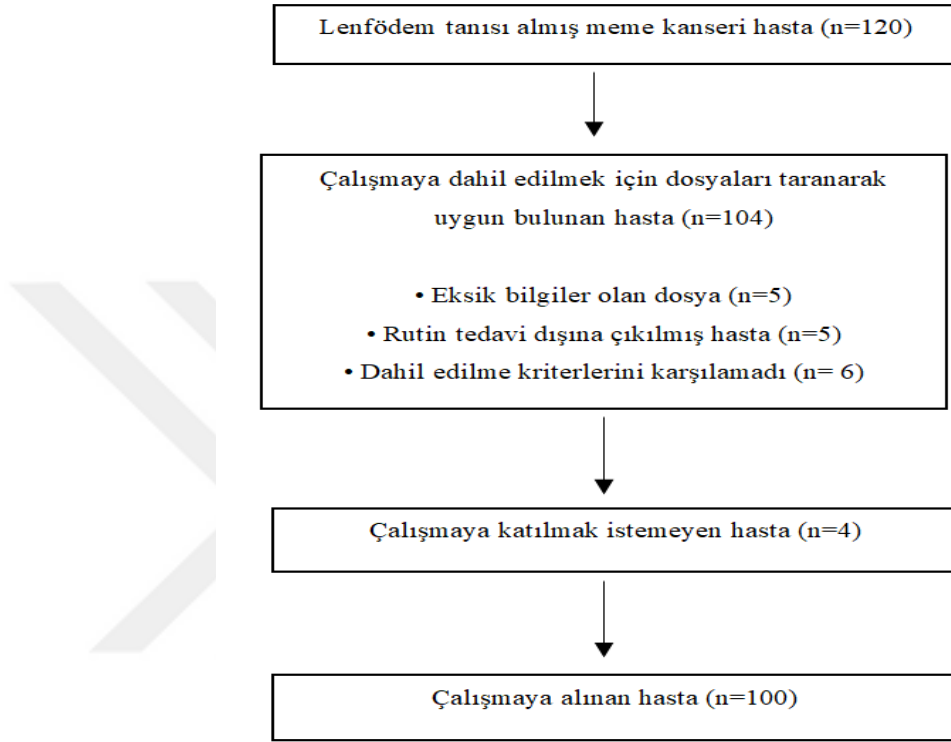 Lenfödem tanısı almış meme kanseri hasta (n=120)
Çalışmaya dahil edilmek için dosyaları taranarak
uygun bulunan hasta (n=104)
• Eksik bilgiler olan dosya (n=5)
• Rutin tedavi dışına çıkılmış hasta (n=5)
• Dahil edilme kriterlerini karşılamadı (n= 6)
Çalışmaya katılmak istemeyen hasta (n=4)
Çalışmaya alınan hasta (n=100)